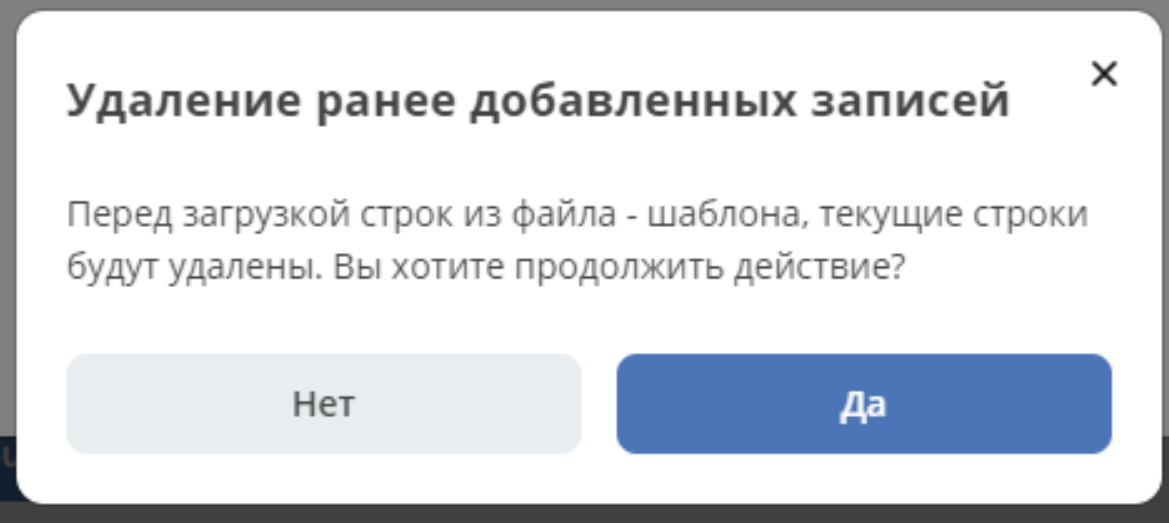 Удаление ранее добавленных записей
Перед загрузкой строк из файла - шаблона, текущие строки
будут удалены. Вы хотите продолжить действие?
Нет
Да